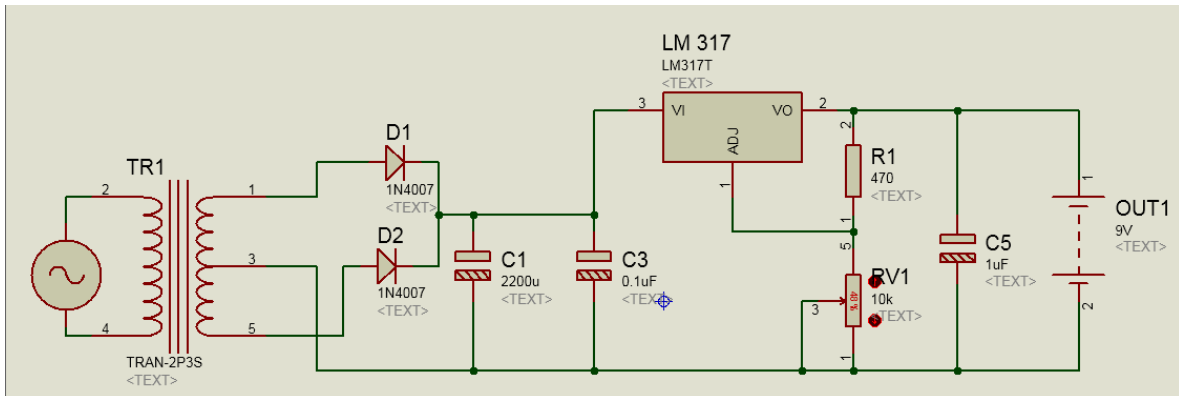 LM 317
LM317T
<TEXT>
3
VI
VO
2
ADJ
1
D1
1N4007
<TEXT>
TR1
2
1
2
R1
470
<TEXT>
1
1
OUT1
9V
<TEXT>
2
D2
1N4007
<TEXT>
3
C1
2200u
<TEXT>
C3
0.1uF
<TEXT>
5
RV1
10k
<TEXT>
3
1
C5
1uF
<TEXT>
4
5
TRAN-2P3S
<TEXT>